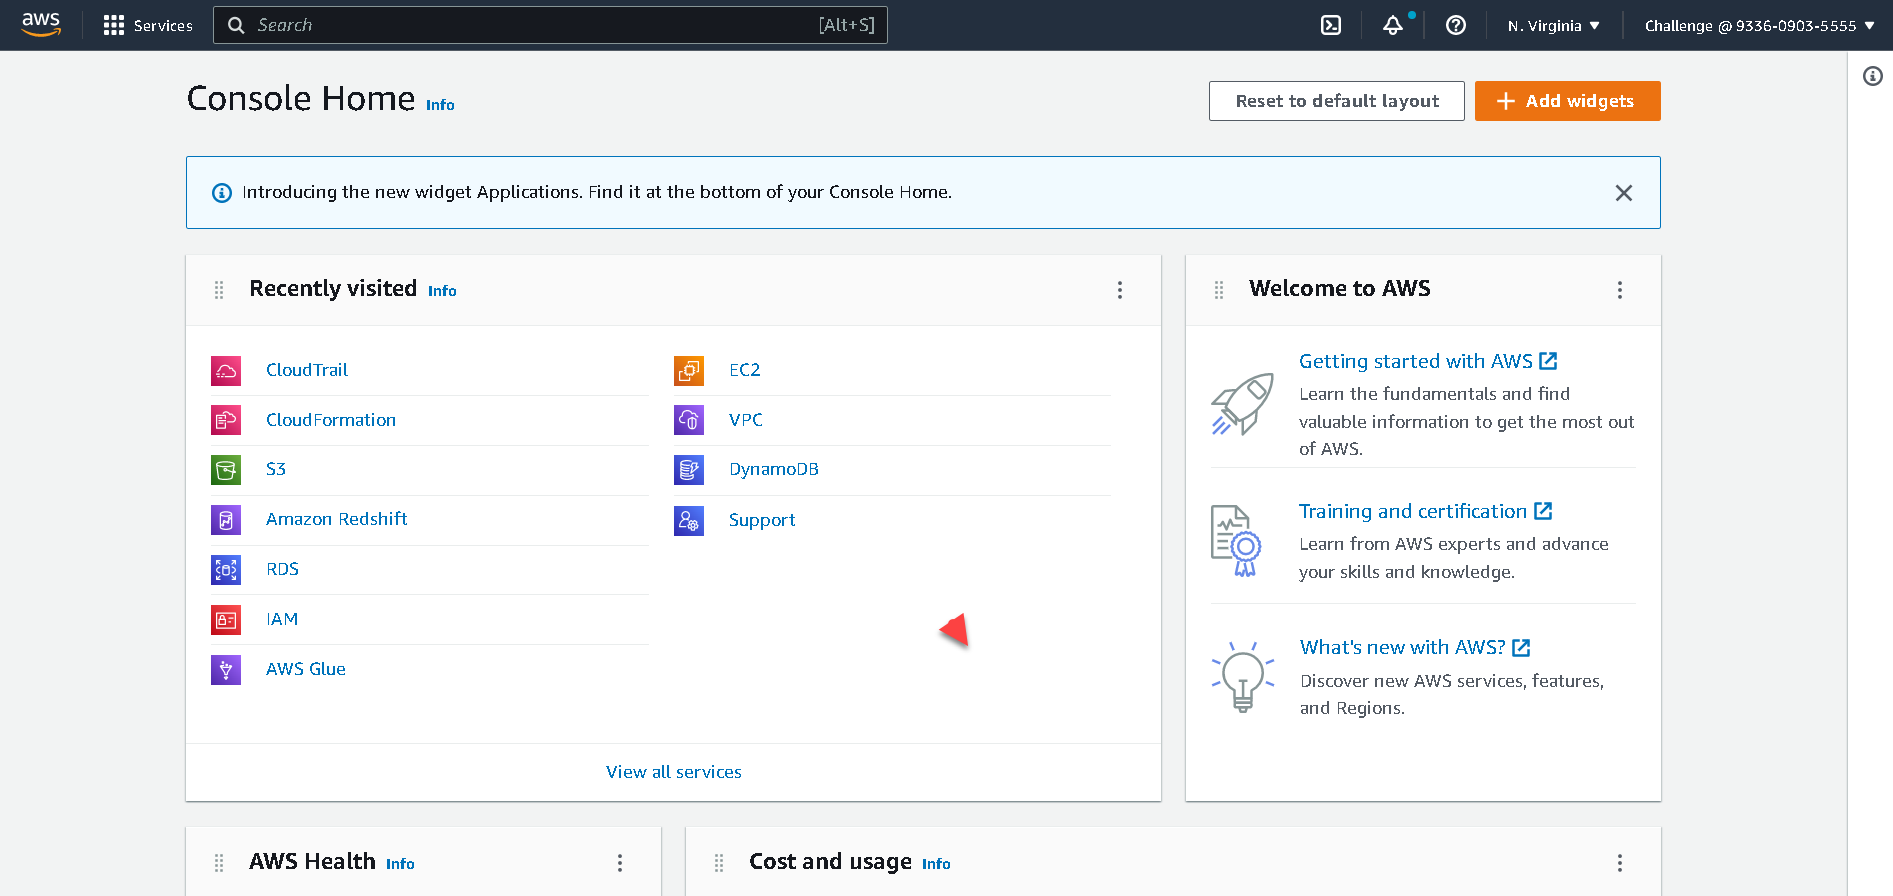 aws
Services
Search
[Alt+S]
N. Virginia
Challenge @ 9336-0903-5555
Console Home Info
Reset to default layout
Add widgets
Introducing the new widget Applications. Find it at the bottom of your Console Home.
Recently visited Info
CloudTrail
CloudFormation
S3
Amazon Redshift
RDS
IAM
AWS Glue
EC2
VPC
DynamoDB
Support
View all services
Welcome to AWS
Getting started with AWS
Learn the fundamentals and find
valuable information to get the most out
of AWS.
Training and certification
Learn from AWS experts and advance
your skills and knowledge.
What's new with AWS?
Discover new AWS services, features,
and Regions.
AWS Health Info
Cost and usage Info